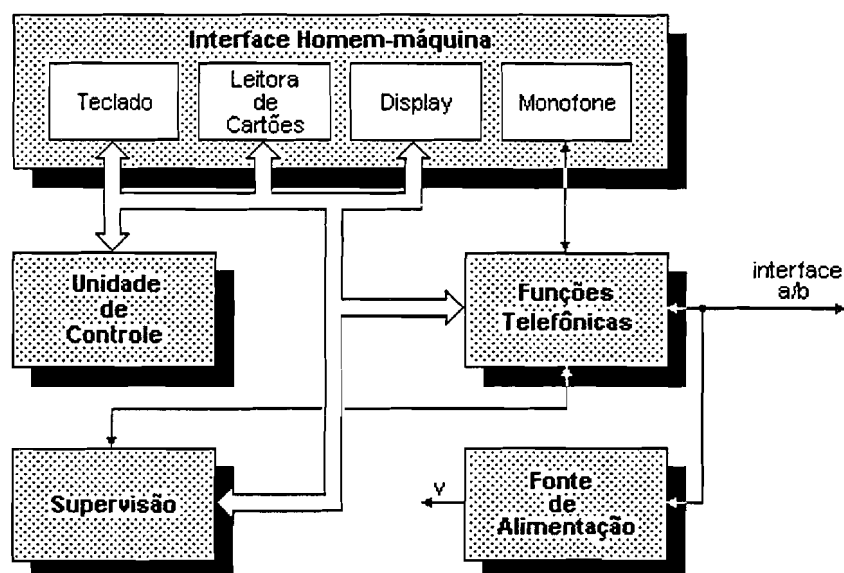 Interface Homem-máquina
Teclado
Leitora
de
Cartões
Display
Monofone
Unidade
de
Controle
Funções
Telefônicas
interface
a/b
Supervisão
V
Fonte
de
Alimentação